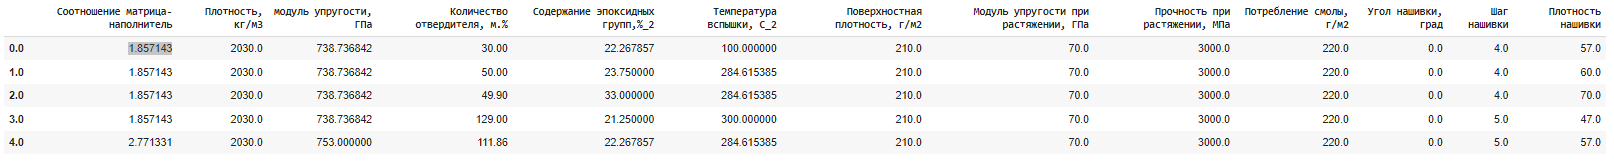 Соотношение матрица- Плотность, модуль упругости, Количество Содержание эпоксидных Температура Поверхностная Модуль упругости при Прочность при Потребление смолы, Угол нашивки, Шаг Плотность
наполнитель кг/м3 ГПа отвердителя, м.% групп,%_2 вспышки, С_2 плотность, г/м2 растяжении, ГПа растяжении, МПа г/м2 град нашивки нашивки
0.0 1.857143 2030.0 738.736842 30.00 22.267857 100.000000 210.0 70.0 3000.0 220.0 0.0 4.0 57.0
1.0 1.857143 2030.0 738.736842 50.00 23.750000 284.615385 210.0 70.0 3000.0 220.0 0.0 4.0 60.0
2.0 1.857143 2030.0 738.736842 49.90 33.000000 284.615385 210.0 70.0 3000.0 220.0 0.0 4.0 70.0
3.0 1.857143 2030.0 738.736842 129.00 21.250000 300.000000 210.0 70.0 3000.0 220.0 0.0 5.0 47.0
4.0 2.771331 2030.0 753.000000 111.86 22.267857 284.615385 210.0 70.0 3000.0 220.0 0.0 5.0 57.0